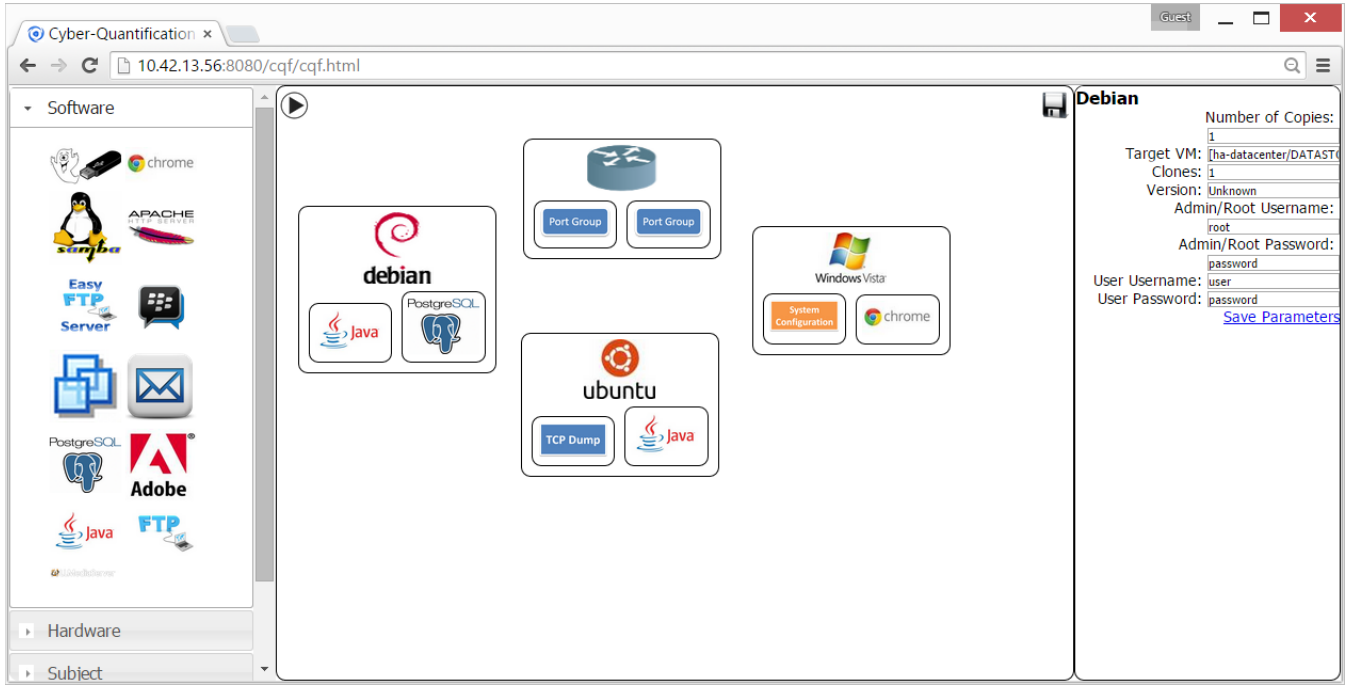 Guest
Cyber-Quantification
10.42.13.56:8080/cqf/cqf.html
Software
chrome
samba
APACHE
HTTP SERVER
Easy
FTP
Server
PostgreSQL
Adobe
Java
FTP
Hardware
Subject
debian
Java
PostgreSQL
Port Group
Port Group
ubuntu
TCP Dump
Java
Windows Vista
System
Configuration
chrome
Debian
Number of Copies:
1
Target VM: [ha-datacenter/DATASTO
Clones: 1
Version: Unknown
Admin/Root Username:
root
Admin/Root Password:
password
User Username: user
User Password: password
Save Parameters